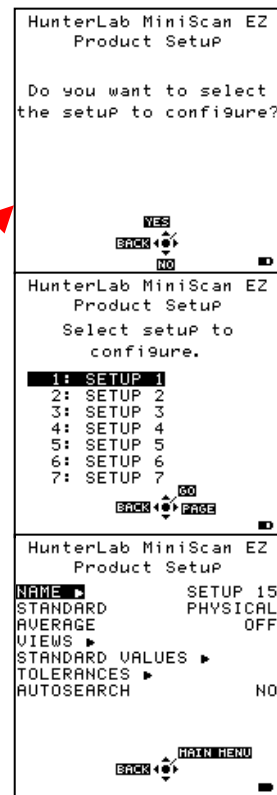 HunterLab MiniScan EZ
Product Setup
Do you want to select
the setup to configure?
YES
BACK
NO
HunterLab MiniScan EZ
Product Setup
Select setup to
configure.
1: SETUP 1
2: SETUP 2
3: SETUP 3
4: SETUP 4
5: SETUP 5
6: SETUP 6
7: SETUP 7
GO
BACK PAGE
HunterLab MiniScan EZ
Product Setup
NAME ▶ SETUP 15
STANDARD PHYSICAL
AVERAGE OFF
VIEWS ▶
STANDARD VALUES ▶
TOLERANCES ▶
AUTOSEARCH NO
MAIN MENU
BACK